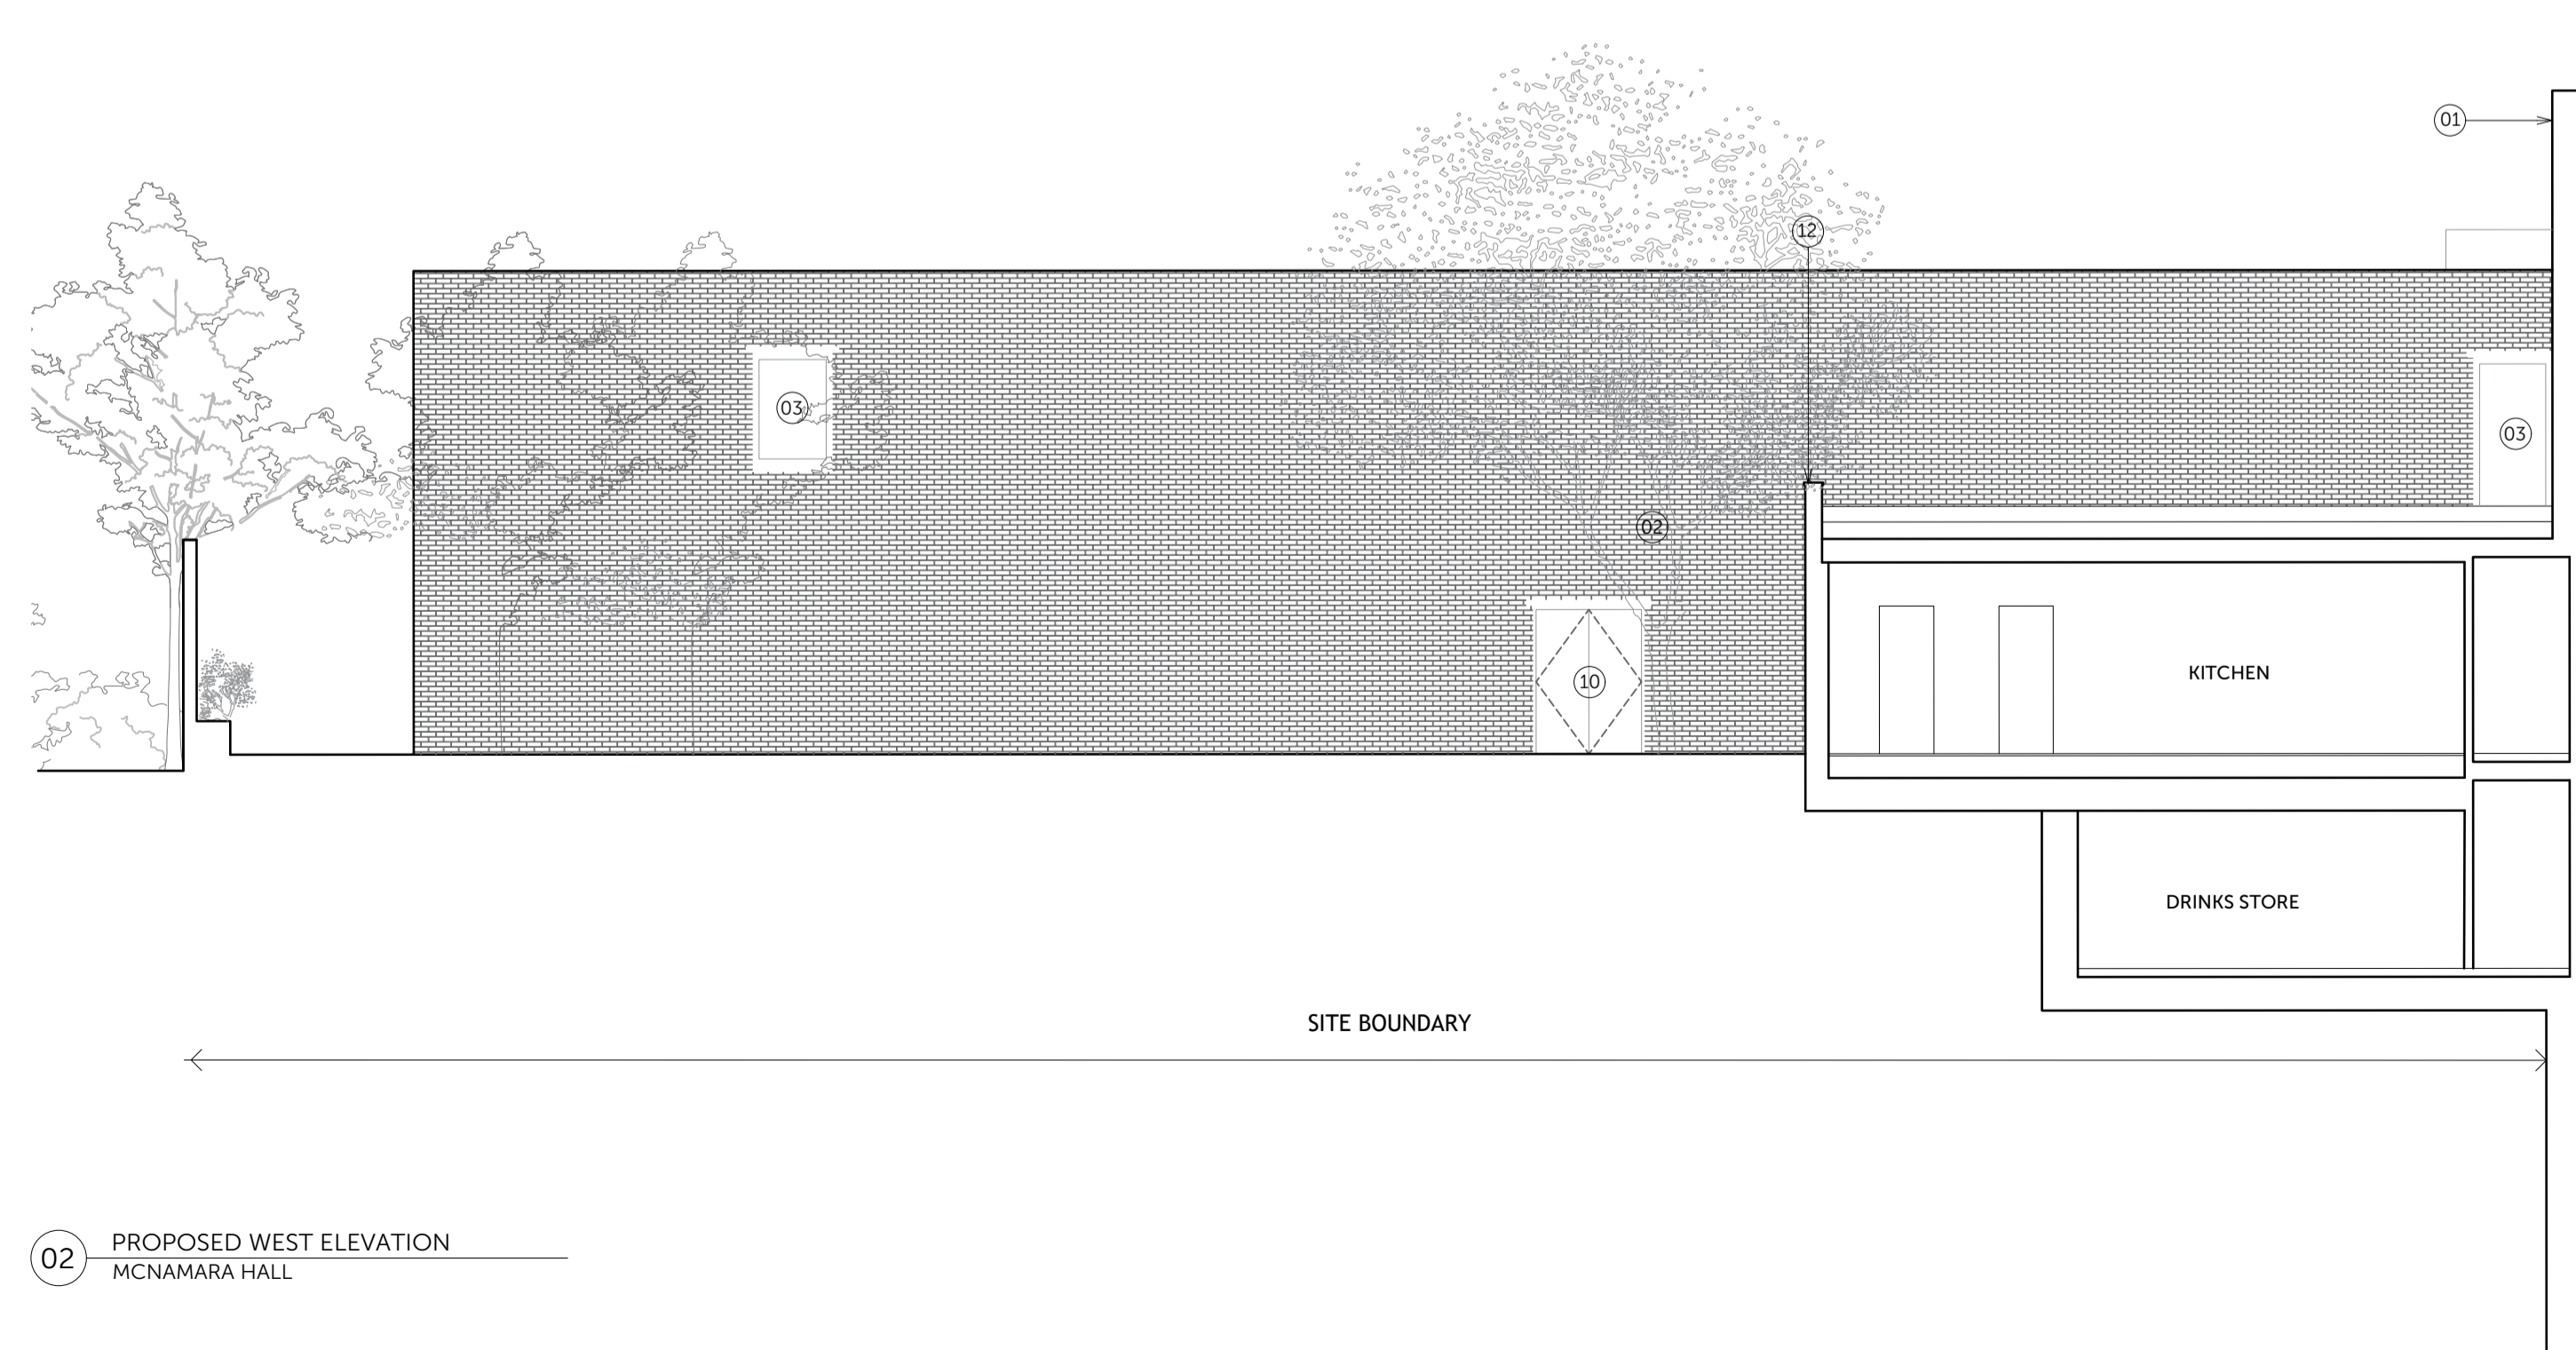 01
12
03
03
02
10
KITCHEN
DRINKS STORE
SITE BOUNDARY
02
PROPOSED WEST ELEVATION
MCNAMARA HALL